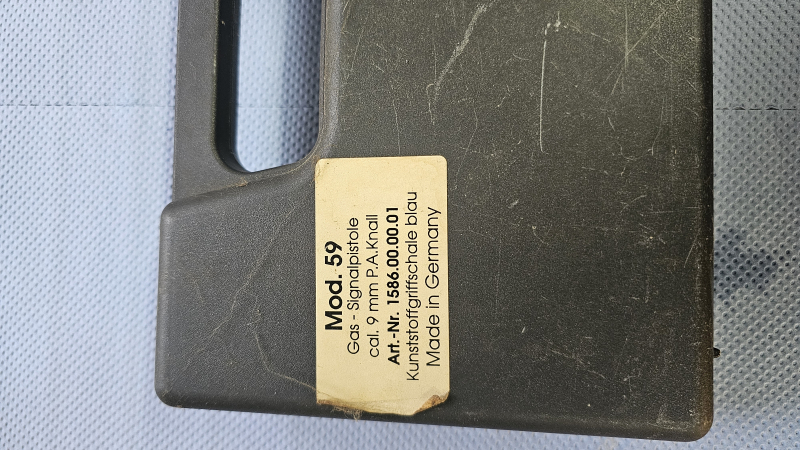 Mod. 59
Gas - Signalpistole
cal. 9 mm P.A.Knall
Art.-Nr. 1586.00.00.01
Kunststoffgriffschale blau
Made in Germany